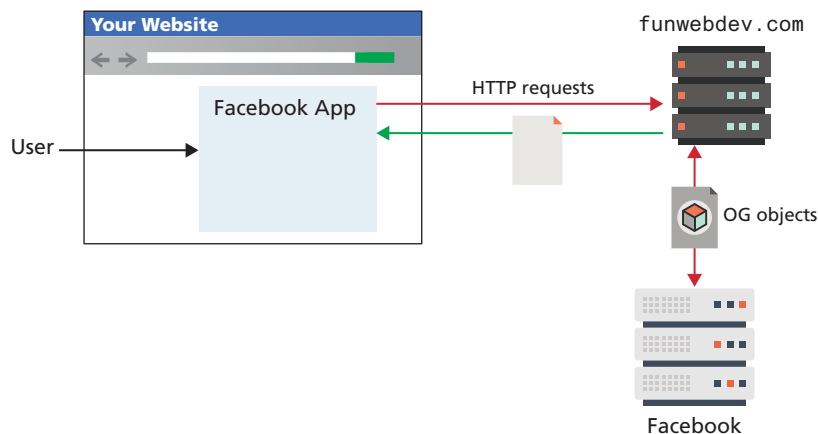 Your Website
funwebdev.com
HTTP requests
Facebook App
User
OG objects
Facebook